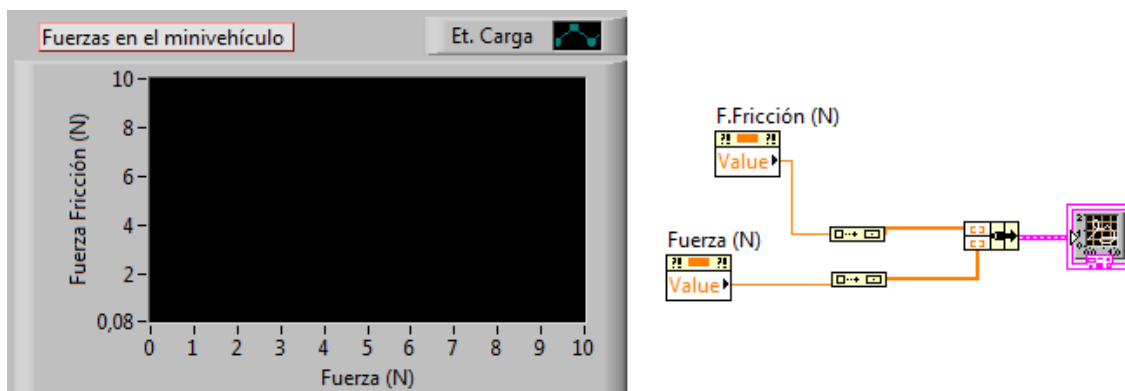 Fuerzas en el minivehículo
Et. Carga
Fuerza Fricción (N)
10
8
6
4
2
0,08
0 1 2 3 4 5 6 7 8 9 10
Fuerza (N)
F.Fricción (N)
?! ?!
Value
Fuerza (N)
?! ?!
Value